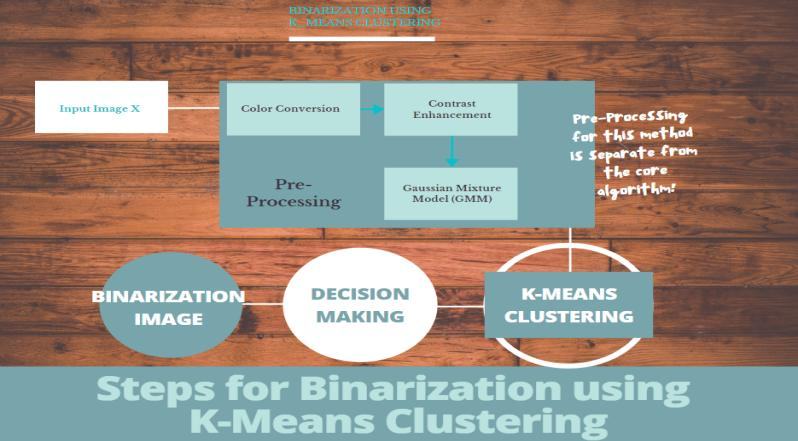 BINARIZATION USING
K_ MEANS CLUSTERING
Input Image X
Color Conversion
Contrast
Enhancement
Pre-
Processing
Gaussian Mixture
Model (GMM)
Pre-Processing
for this method
is separate from
the core
algorithm!
BINARIZATION
IMAGE
DECISION
MAKING
K-MEANS
CLUSTERING
Steps for Binarization using
K-Means Clustering